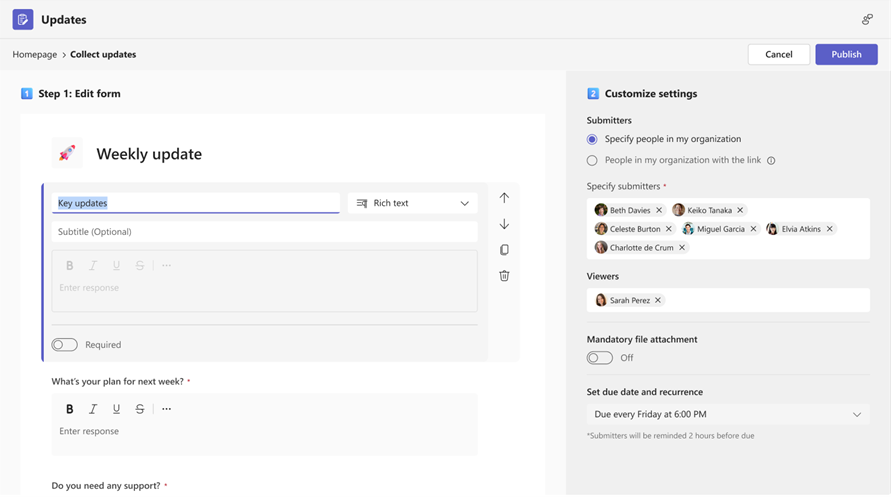 Updates
Homepage > Collect updates
Cancel
Publish
1 Step 1: Edit form
Weekly update
Key updates
Rich text
Subtitle (Optional)
B I U S ...
Enter response
Required
What's your plan for next week? *
B I U S ...
Enter response
Do you need any support? *
2 Customize settings
Submitters
Specify people in my organization
People in my organization with the link
Specify submitters *
Beth Davies Keiko Tanaka
Celeste Burton Miguel Garcia Elvia Atkins
Charlotte de Crum
Viewers
Sarah Perez
Mandatory file attachment
Off
Set due date and recurrence
Due every Friday at 6:00 PM
*Submitters will be reminded 2 hours before due